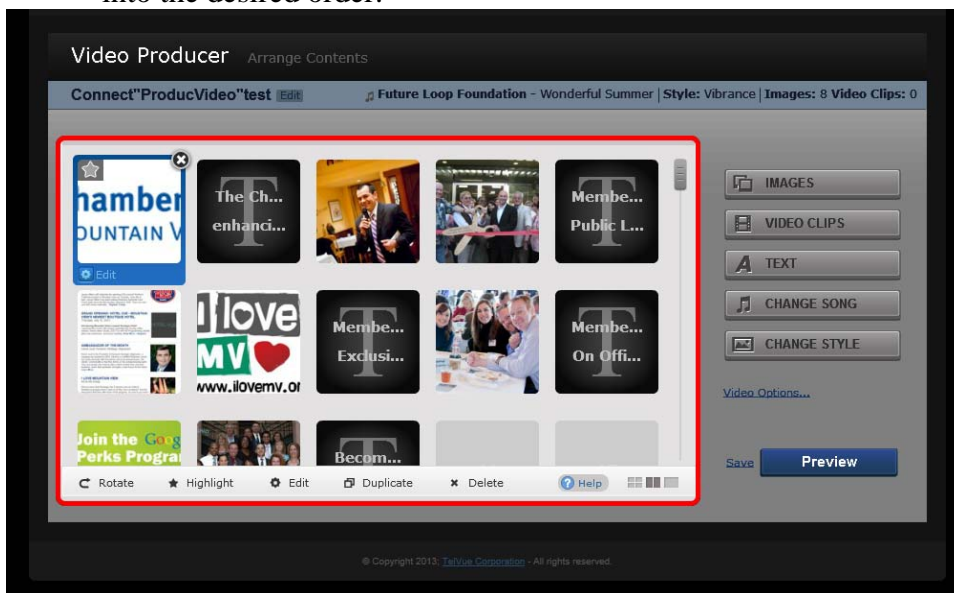 into the desired order.
Video Producer Arrange Contents
Connect"ProducVideo"test Edit Future Loop Foundation - Wonderful Summer | Style: Vibrance | Images: 8 Video Clips: 0
hamber
OUNTAIN V
Edit
The Ch...
enhanci...
Membe...
Public L...
I love
MV
www.ilovemv.or
Membe...
Exclusi...
Membe...
On Offi...
Join the Goog
Perks Progra
Becom...
Rotate Highlight Edit Duplicate Delete Help
IMAGES
VIDEO CLIPS
TEXT
CHANGE SONG
CHANGE STYLE
Video Options...
Save Preview
© Copyright 2013; TelVue Corporation - All rights reserved.